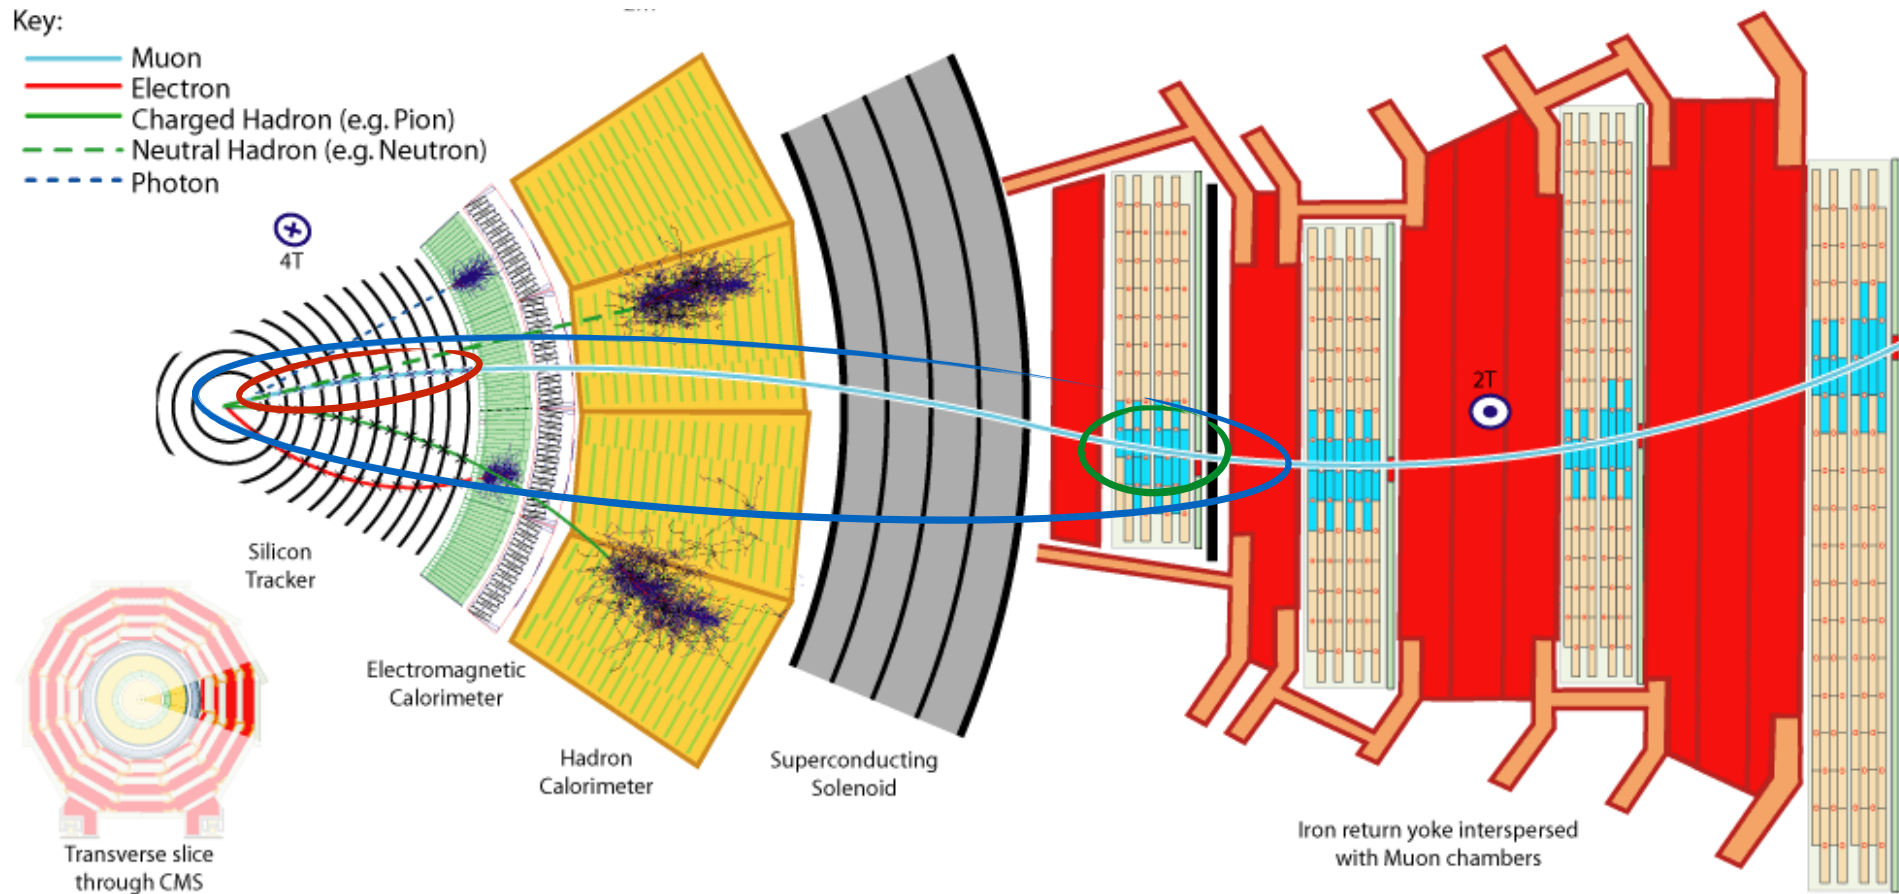 Key:
Muon
Electron
Charged Hadron (e.g. Pion)
Neutral Hadron (e.g. Neutron)
Photon
4T
2T
Silicon
Tracker
Electromagnetic
Calorimeter
Hadron
Calorimeter
Superconducting
Solenoid
Iron return yoke interspersed
with Muon chambers
Transverse slice
through CMS